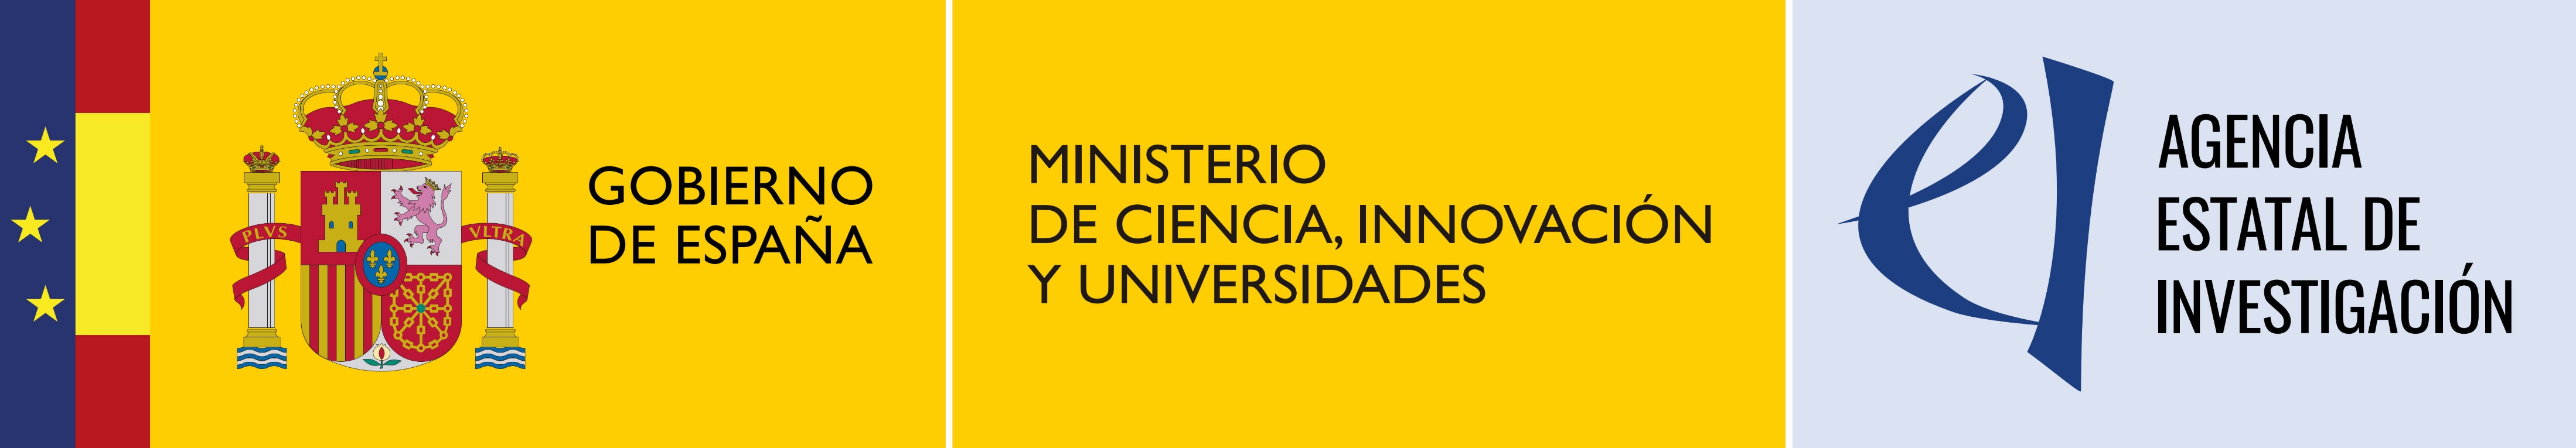 PLVS
VLTRA
GOBIERNO
DE ESPAÑA
MINISTERIO
DE CIENCIA, INNOVACIÓN
Y UNIVERSIDADES
AGENCIA
ESTATAL DE
INVESTIGACIÓN